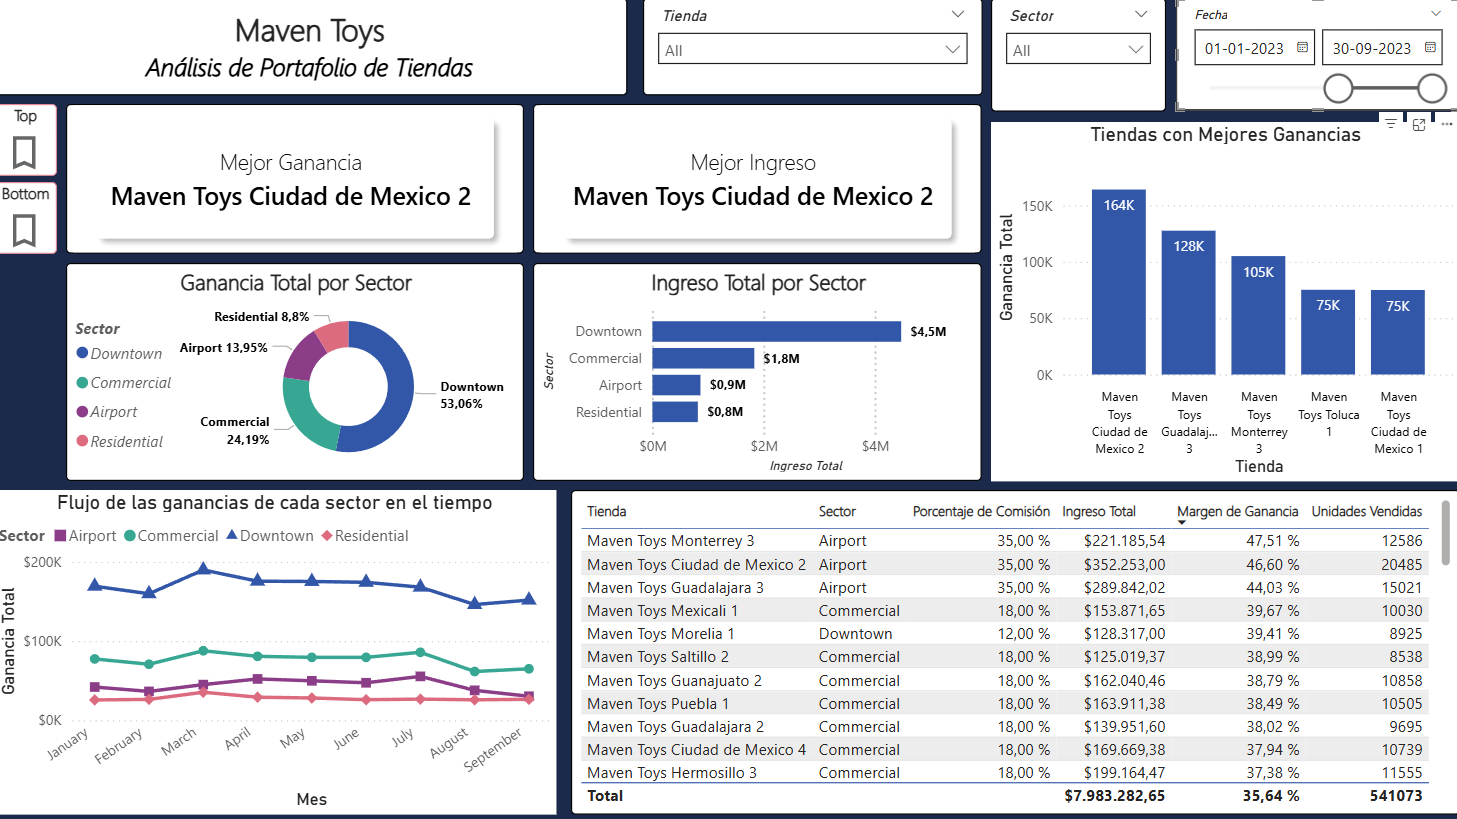 Maven Toys
Análisis de Portafolio de Tiendas
Tienda
All
Sector
All
Fecha
01-01-2023
30-09-2023
Top
Bottom
Mejor Ganancia
Maven Toys Ciudad de Mexico 2
Mejor Ingreso
Maven Toys Ciudad de Mexico 2
Tiendas con Mejores Ganancias
Ganancia Total
150K
100K
50K
0K
164K
128K
105K
75K
75K
Maven Toys Ciudad de Mexico 2
Maven Toys Guadalaj... 3
Maven Toys Monterrey 3
Maven Toys Toluca 1
Maven Toys Ciudad de Mexico 1
Tienda
Ganancia Total por Sector
Sector
Downtown
Commercial
Airport
Residential
Residential 8,8%
Airport 13,95%
Commercial 24,19%
Downtown 53,06%
Ingreso Total por Sector
Sector
Downtown $4,5M
Commercial $1,8M
Airport $0,9M
Residential $0,8M
$0M $2M $4M
Ingreso Total
Flujo de las ganancias de cada sector en el tiempo
Sector Airport Commercial Downtown Residential
Ganancia Total
$200K
$100K
$0K
January February March April May June July August September
Mes
Tienda Sector Porcentaje de Comisión Ingreso Total Margen de Ganancia Unidades Vendidas
Maven Toys Monterrey 3 Airport 35,00 % $221.185,54 47,51 % 12586
Maven Toys Ciudad de Mexico 2 Airport 35,00 % $352.253,00 46,60 % 20485
Maven Toys Guadalajara 3 Airport 35,00 % $289.842,02 44,03 % 15021
Maven Toys Mexicali 1 Commercial 18,00 % $153.871,65 39,67 % 10030
Maven Toys Morelia 1 Downtown 12,00 % $128.317,00 39,41 % 8925
Maven Toys Saltillo 2 Commercial 18,00 % $125.019,37 38,99 % 8538
Maven Toys Guanajuato 2 Commercial 18,00 % $162.040,46 38,79 % 10858
Maven Toys Puebla 1 Commercial 18,00 % $163.911,38 38,49 % 10505
Maven Toys Guadalajara 2 Commercial 18,00 % $139.951,60 38,02 % 9695
Maven Toys Ciudad de Mexico 4 Commercial 18,00 % $169.669,38 37,94 % 10739
Maven Toys Hermosillo 3 Commercial 18,00 % $199.164,47 37,38 % 11555
Total $7.983.282,65 35,64 % 541073